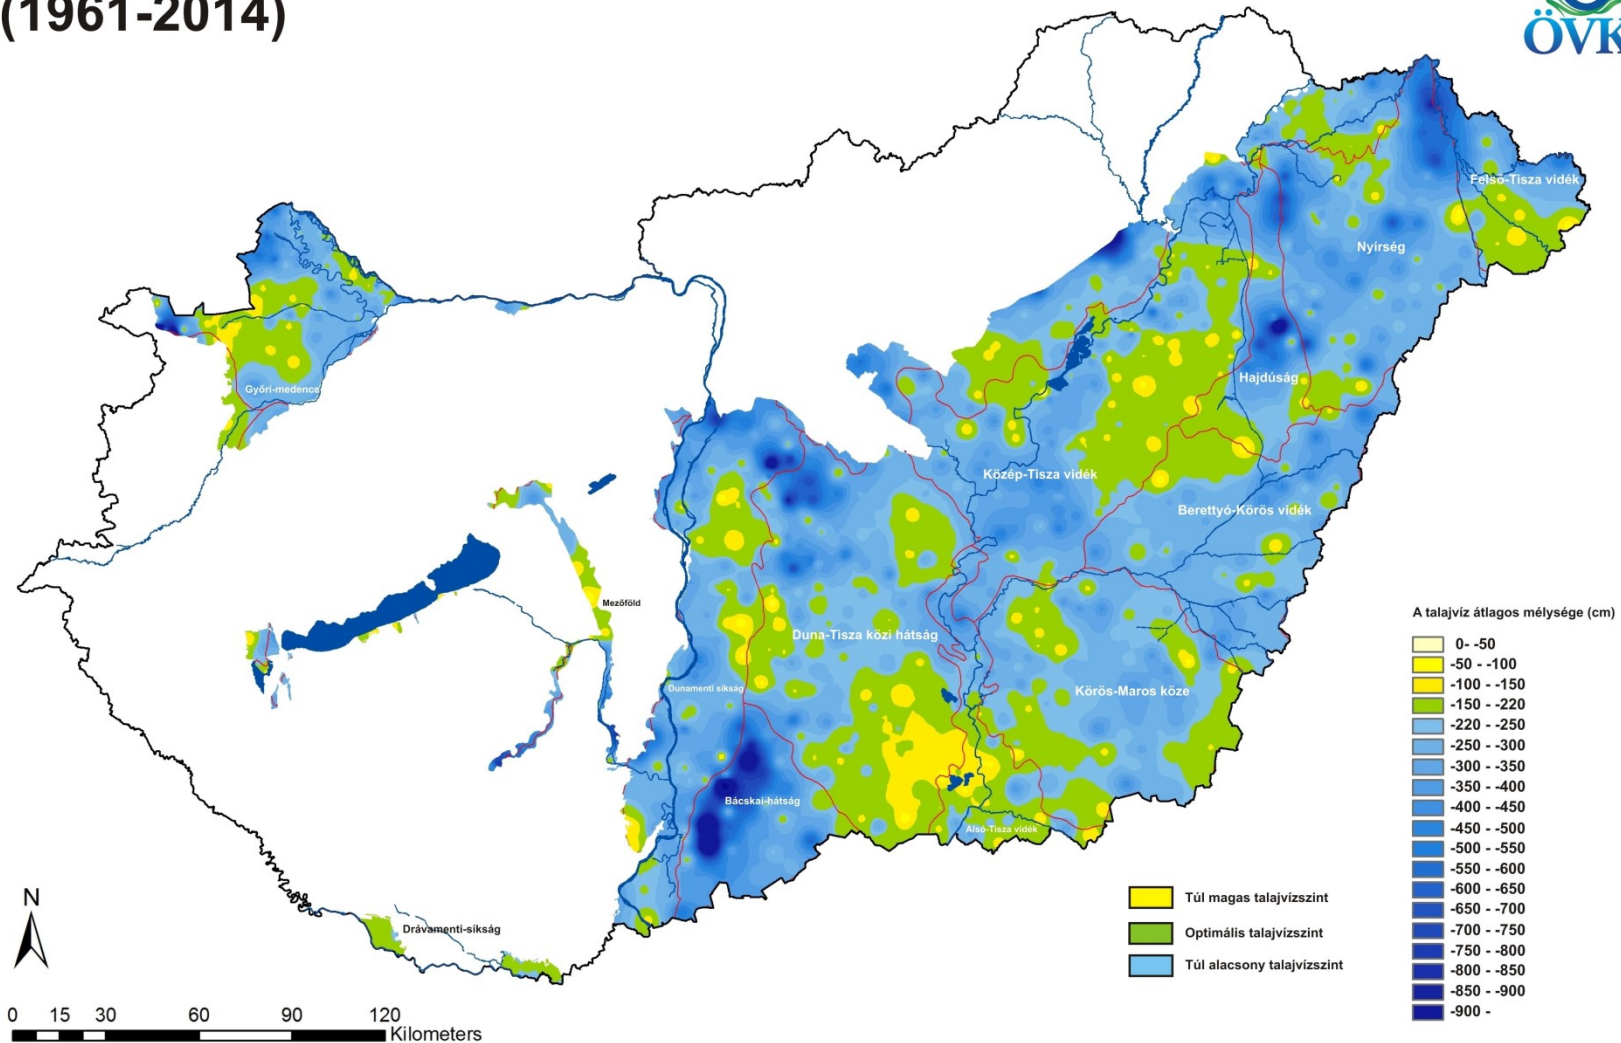 (1961-2014)
ÖVK
Felső-Tisza vidék
Nyírség
Győri-medence
Hajdúság
Közép-Tisza vidék
Berettyó-Körös vidék
Mezőföld
Duna-Tisza közi hátság
Dunamenti síkság
Körös-Maros köze
Bácskai-hátság
Alsó-Tisza vidék
Drávamenti-síkság
A talajvíz átlagos mélysége (cm)
0- -50
-50 - -100
-100 - -150
-150 - -220
-220 - -250
-250 - -300
-300 - -350
-350 - -400
-400 - -450
-450 - -500
-500 - -550
-550 - -600
-600 - -650
-650 - -700
-700 - -750
-750 - -800
-800 - -850
-850 - -900
-900 -
Túl magas talajvízszint
Optimális talajvízszint
Túl alacsony talajvízszint
N
0 15 30 60 90 120
Kilometers